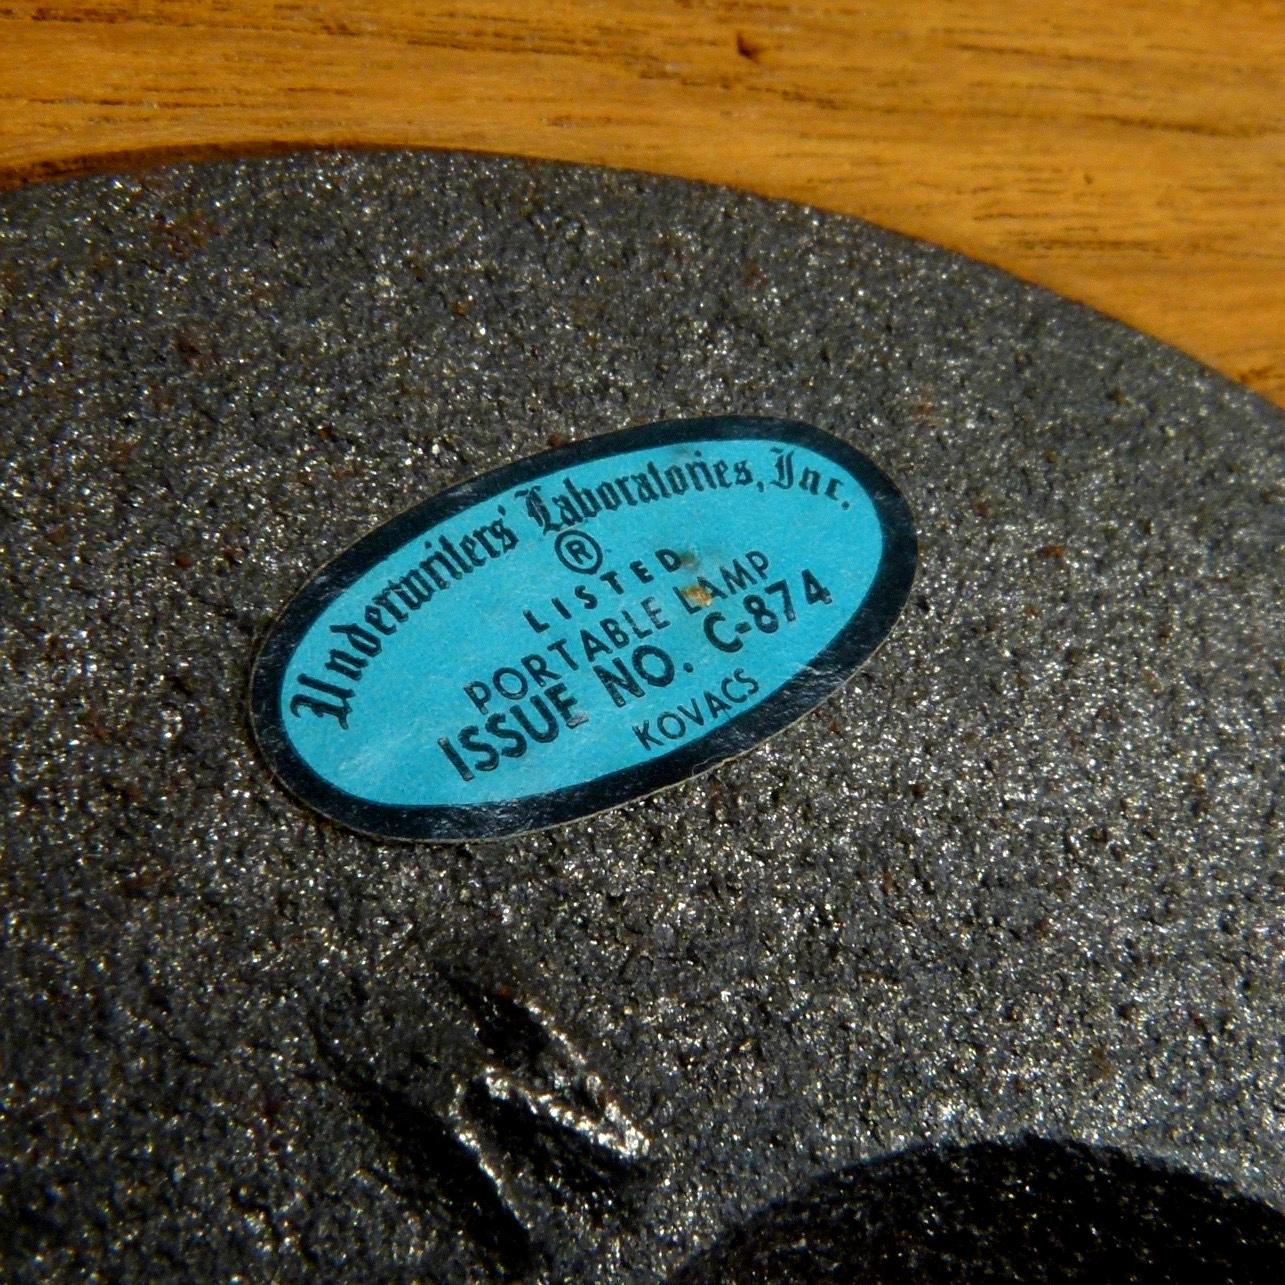 Underwriters' Laboratories, Inc.
®
LISTED
PORTABLE LAMP
ISSUE NO. C-874
KOVACS